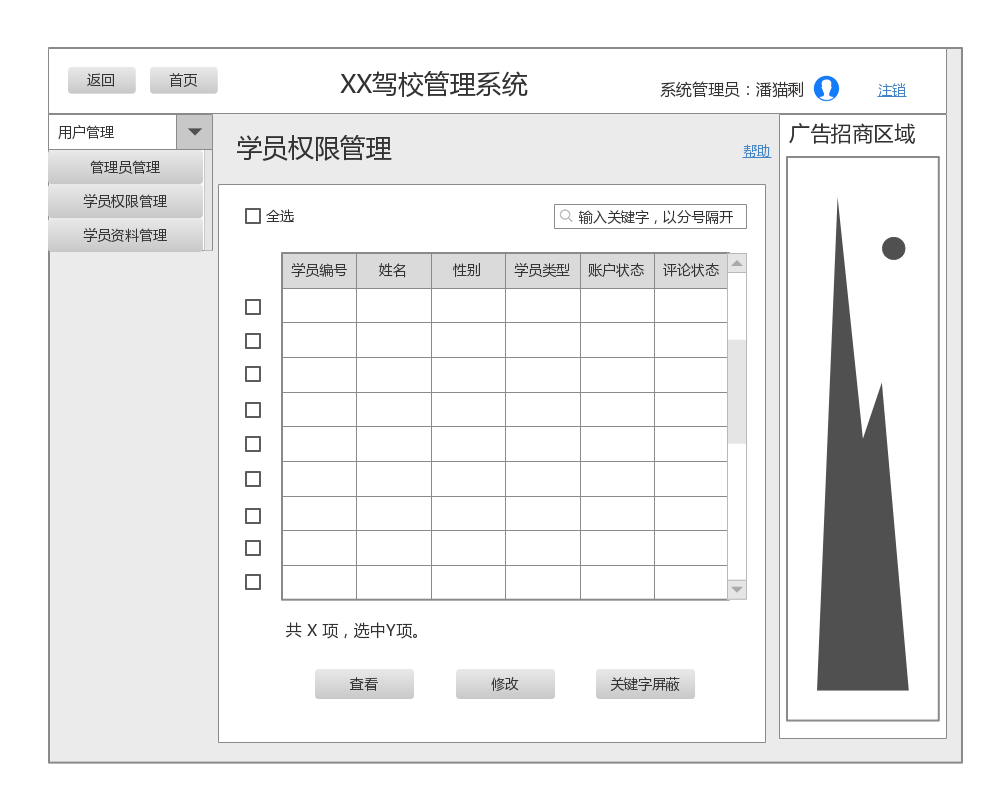 返回
首页
XX驾校管理系统
系统管理员：潘猫剩
注销
用户管理
管理员管理
学员权限管理
学员资料管理
学员权限管理
帮助
广告招商区域
全选
输入关键字，以分号隔开
学员编号 姓名 性别 学员类型 账户状态 评论状态
共 X 项，选中Y项。
查看
修改
关键字屏蔽